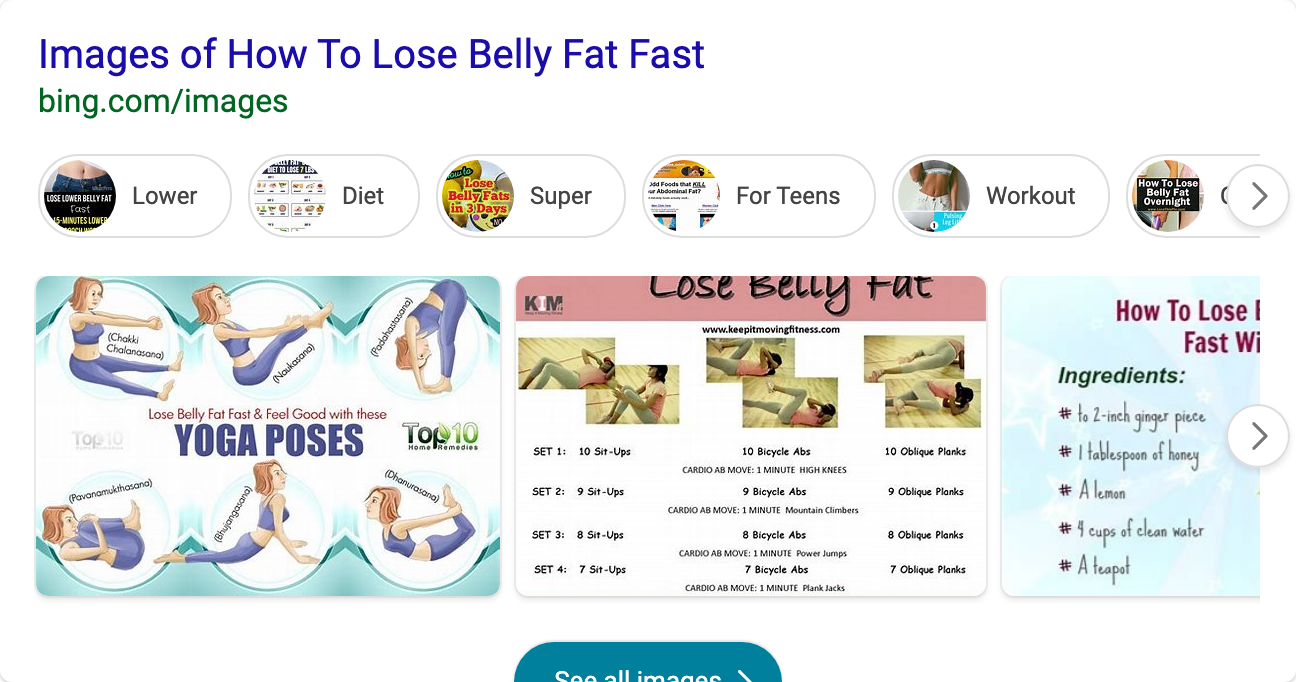 Images of How To Lose Belly Fat Fast
bing.com/images
LOSE LOWER BELLY FAT
Fast
15-MINUTES LOWER
Lower
DIET TO LOSE 7 LBS
Diet
How to
Lose
Belly Fats
in 3 Days
Super
Odd Foods that KILL
your Abdominal Fat?
For Teens
Workout
How To Lose
Belly Fat
Overnight
(Chakki
Chalanasana)
(Naukasana)
(Padahastasana)
Lose Belly Fat Fast & Feel Good with these
YOGA POSES
Top10
Home Remedies
Top10
Home Remedies
(Pavanamukthasana)
(Bhujangasana)
(Dhanurasana)
Lose Belly Fat
KIM
Keep It Moving Fitness
www.keepitmovingfitness.com
SET 1: 10 Sit-Ups 10 Bicycle Abs 10 Oblique Planks
CARDIO AB MOVE: 1 MINUTE HIGH KNEES
SET 2: 9 Sit-Ups 9 Bicycle Abs 9 Oblique Planks
CARDIO AB MOVE: 1 MINUTE Mountain Climbers
SET 3: 8 Sit-Ups 8 Bicycle Abs 8 Oblique Planks
CARDIO AB MOVE: 1 MINUTE Power Jumps
SET 4: 7 Sit-Ups 7 Bicycle Abs 7 Oblique Planks
CARDIO AB MOVE: 1 MINUTE Plank Jacks
How To Lose
Fast Wi
Ingredients:
# to 2-inch ginger piece
# 1 tablespoon of honey
# A lemon
# 4 cups of clean water
# A teapot
See all images